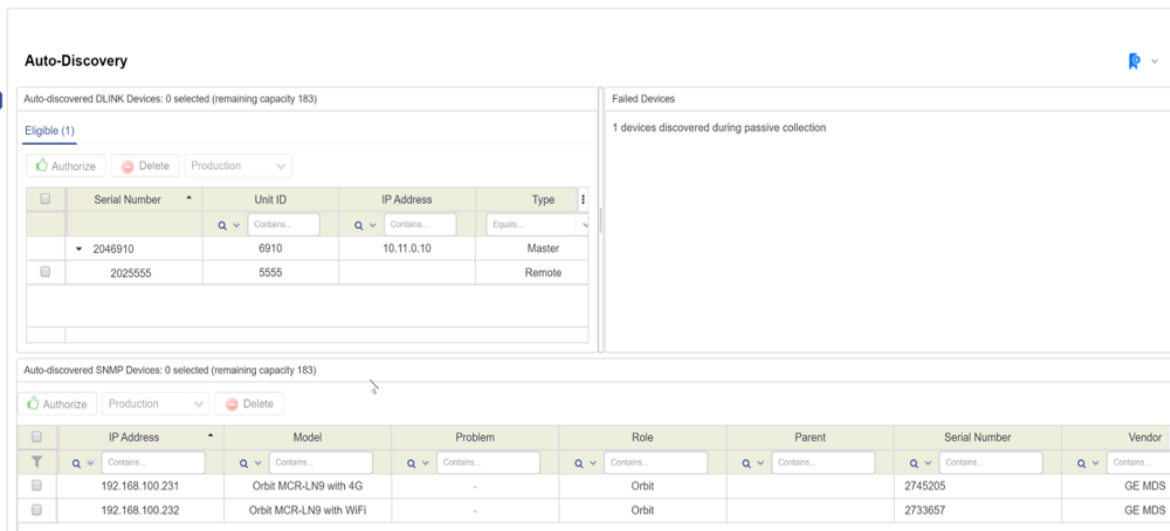 Auto-Discovery
Auto-discovered DLINK Devices: 0 selected (remaining capacity 183)
Eligible (1)
Authorize Delete Production
Serial Number Unit ID IP Address Type
Contains... Contains... Equals...
2046910 6910 10.11.0.10 Master
2025555 5555 Remote
Failed Devices
1 devices discovered during passive collection
Auto-discovered SNMP Devices: 0 selected (remaining capacity 183)
Authorize Production Delete
IP Address Model Problem Role Parent Serial Number Vendor
Contains... Contains... Contains... Contains... Contains... Contains... Contains...
192.168.100.231 Orbit MCR-LN9 with 4G - Orbit 2745205 GE MDS
192.168.100.232 Orbit MCR-LN9 with WiFi - Orbit 2733657 GE MDS